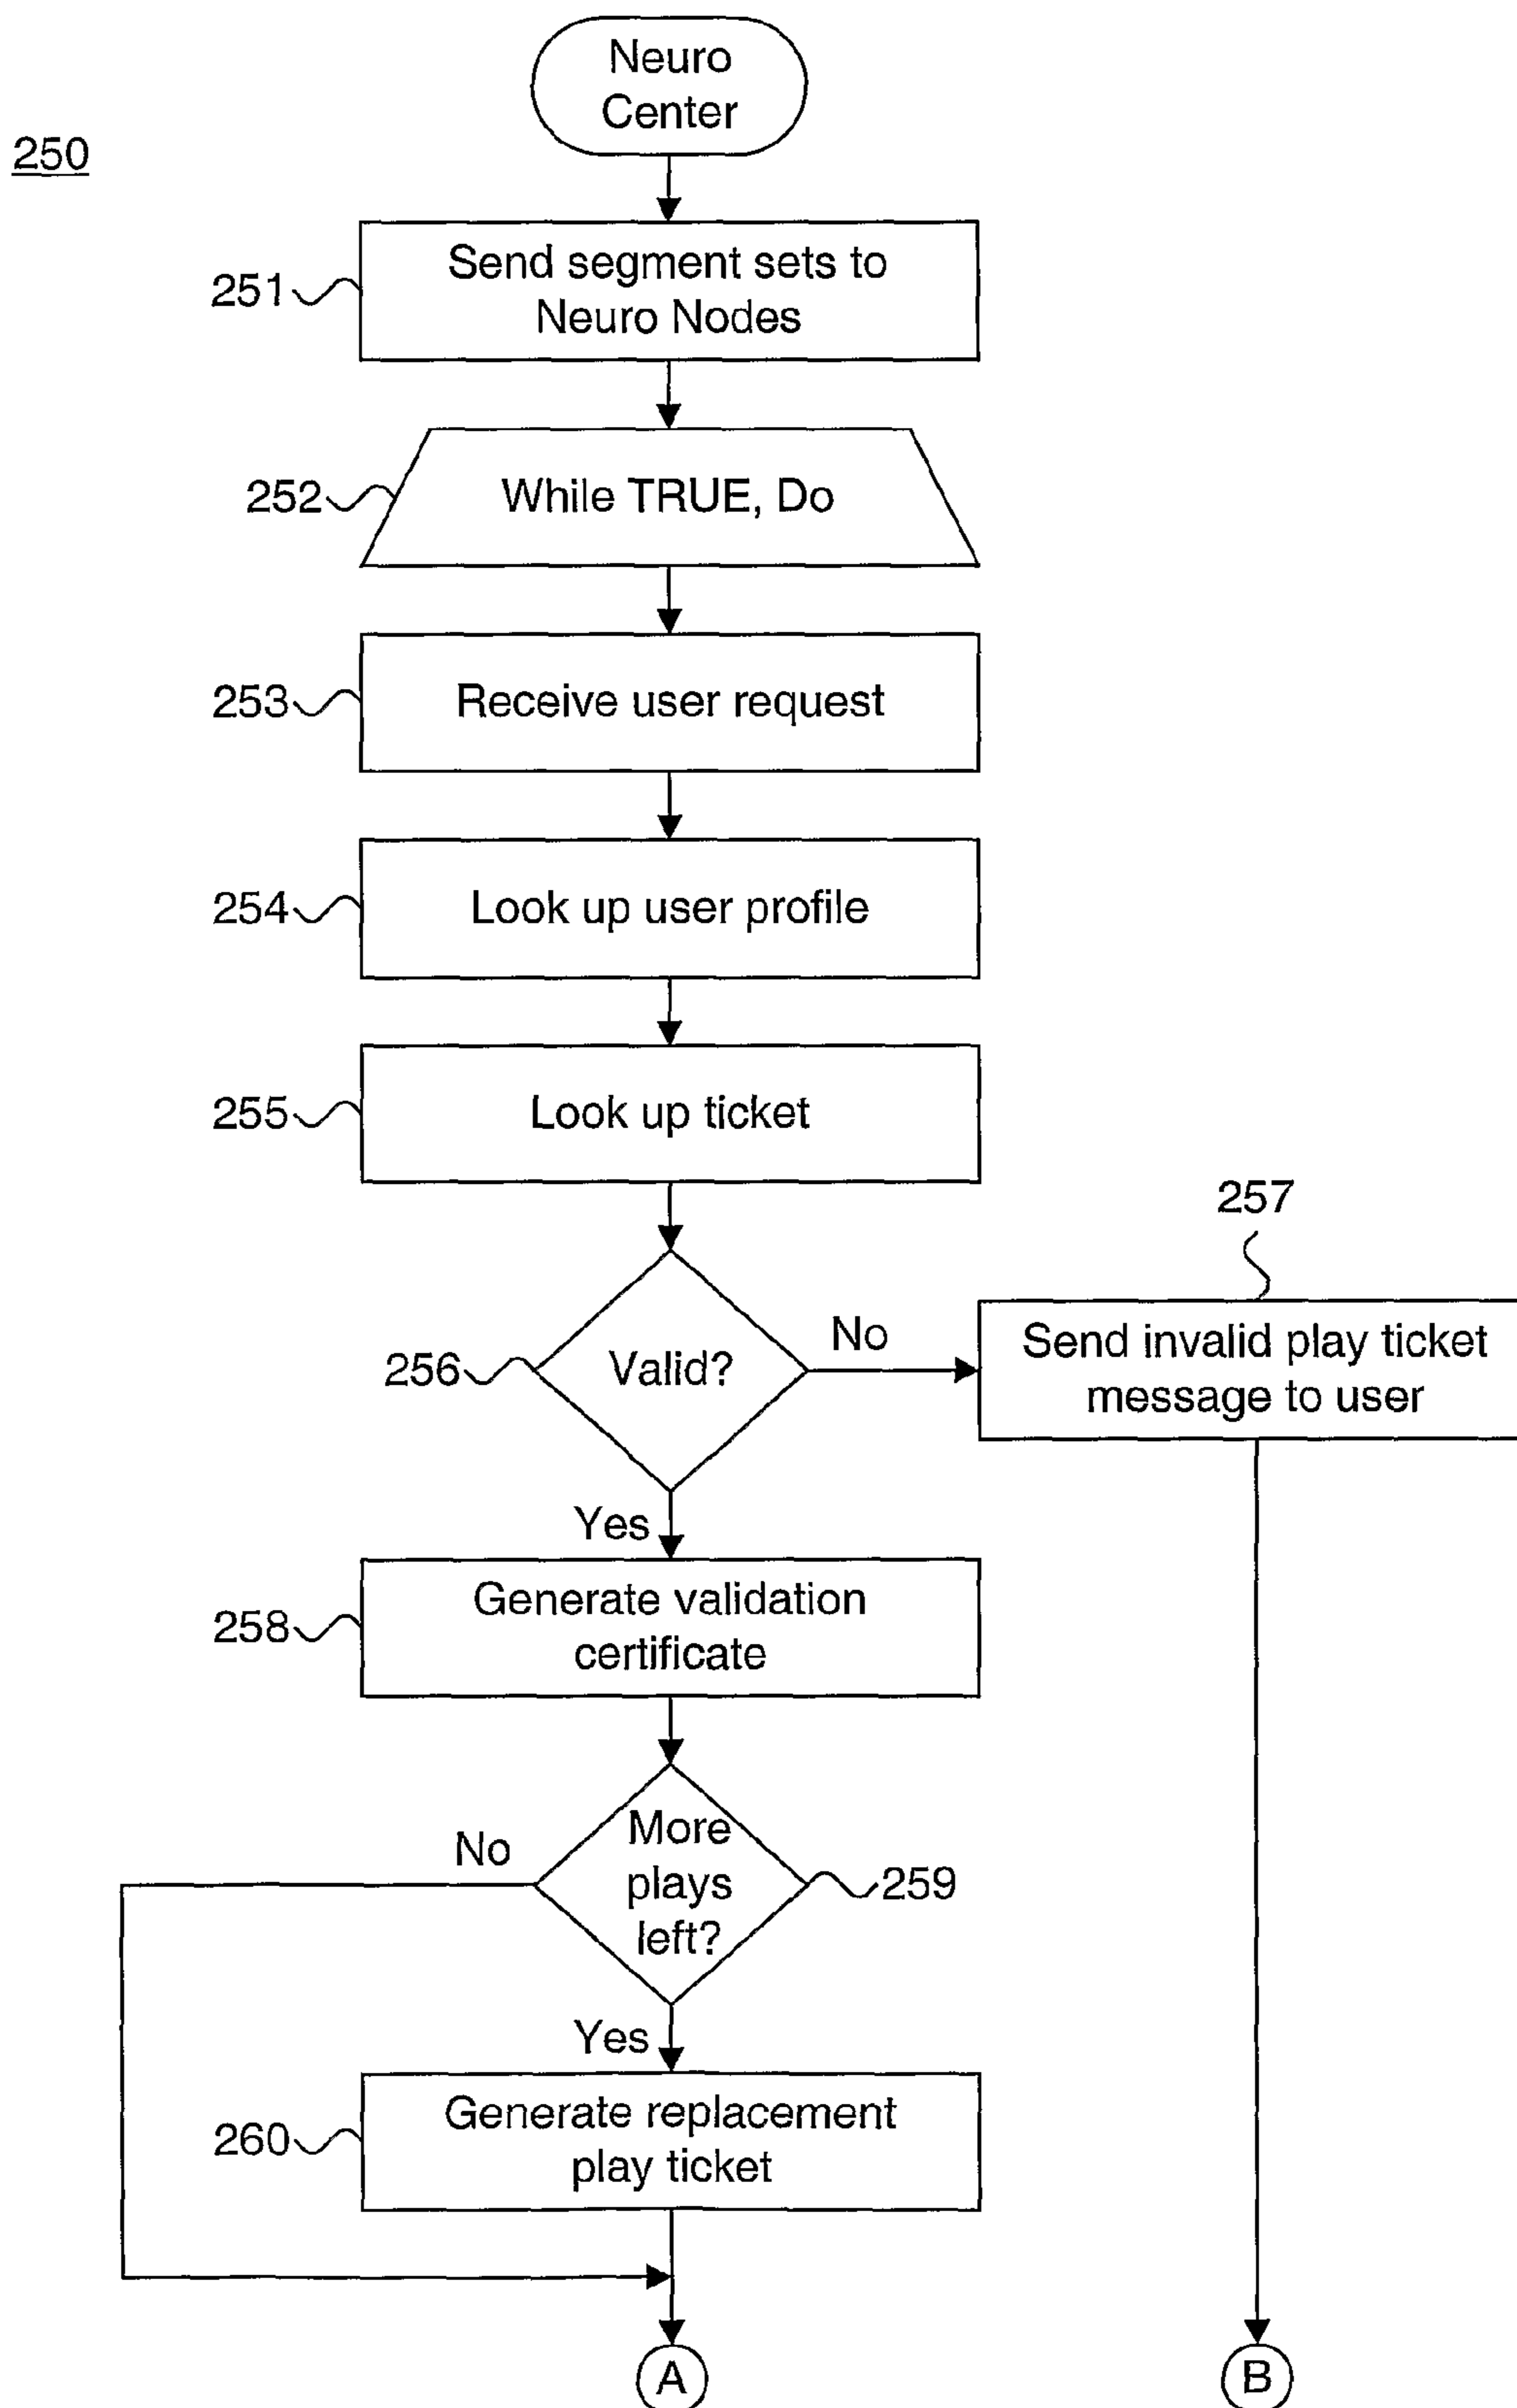 Neuro
Center
250
251
Send segment sets to
Neuro Nodes
252
While TRUE, Do
253
Receive user request
254
Look up user profile
255
Look up ticket
257
256
Valid?
No
Send invalid play ticket
message to user
Yes
258
Generate validation
certificate
No
More
plays
left?
259
Yes
260
Generate replacement
play ticket
A
B